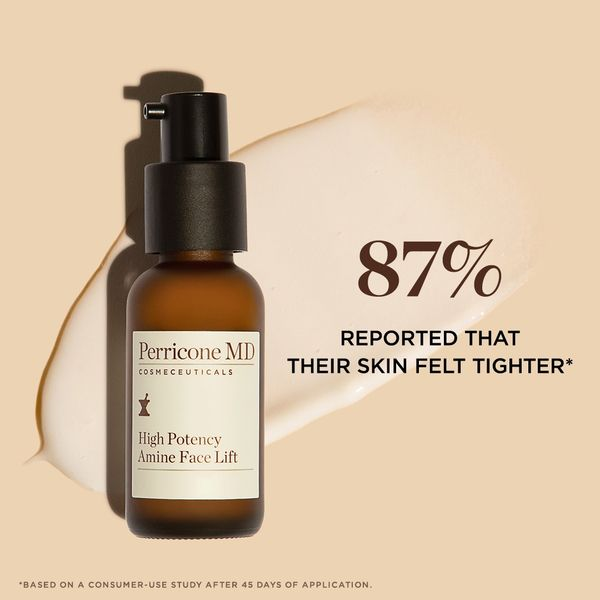 Perricone MD
COSMECEUTICALS
High Potency
Amine Face Lift
87%
REPORTED THAT
THEIR SKIN FELT TIGHTER*
*BASED ON A CONSUMER-USE STUDY AFTER 45 DAYS OF APPLICATION.